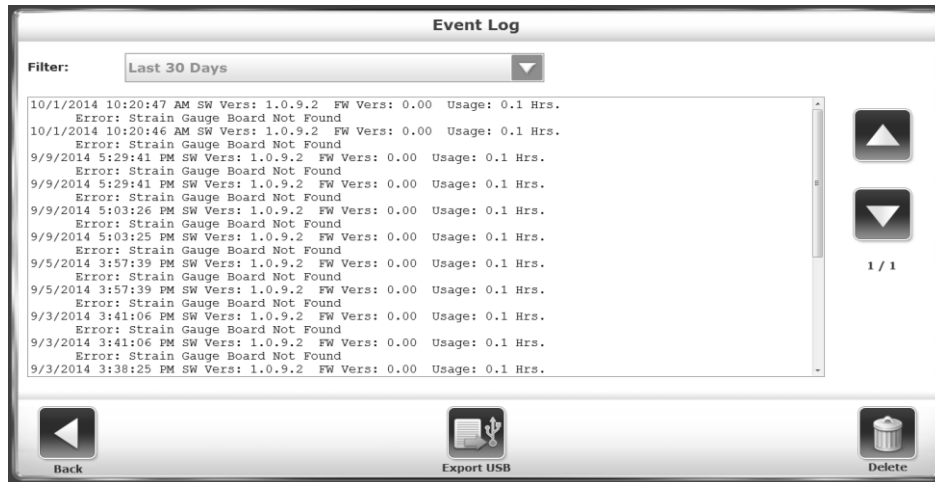 Event Log
Filter: Last 30 Days
10/1/2014 10:20:47 AM SW Vers: 1.0.9.2 FW Vers: 0.00 Usage: 0.1 Hrs.
Error: Strain Gauge Board Not Found
10/1/2014 10:20:46 AM SW Vers: 1.0.9.2 FW Vers: 0.00 Usage: 0.1 Hrs.
Error: Strain Gauge Board Not Found
9/9/2014 5:29:41 PM SW Vers: 1.0.9.2 FW Vers: 0.00 Usage: 0.1 Hrs.
Error: Strain Gauge Board Not Found
9/9/2014 5:29:41 PM SW Vers: 1.0.9.2 FW Vers: 0.00 Usage: 0.1 Hrs.
Error: Strain Gauge Board Not Found
9/9/2014 5:03:26 PM SW Vers: 1.0.9.2 FW Vers: 0.00 Usage: 0.1 Hrs.
Error: Strain Gauge Board Not Found
9/9/2014 5:03:25 PM SW Vers: 1.0.9.2 FW Vers: 0.00 Usage: 0.1 Hrs.
Error: Strain Gauge Board Not Found
9/5/2014 3:57:39 PM SW Vers: 1.0.9.2 FW Vers: 0.00 Usage: 0.1 Hrs.
Error: Strain Gauge Board Not Found
9/5/2014 3:57:39 PM SW Vers: 1.0.9.2 FW Vers: 0.00 Usage: 0.1 Hrs.
Error: Strain Gauge Board Not Found
9/3/2014 3:41:06 PM SW Vers: 1.0.9.2 FW Vers: 0.00 Usage: 0.1 Hrs.
Error: Strain Gauge Board Not Found
9/3/2014 3:41:06 PM SW Vers: 1.0.9.2 FW Vers: 0.00 Usage: 0.1 Hrs.
Error: Strain Gauge Board Not Found
9/3/2014 3:38:25 PM SW Vers: 1.0.9.2 FW Vers: 0.00 Usage: 0.1 Hrs.
1 / 1
Back
Export USB
Delete